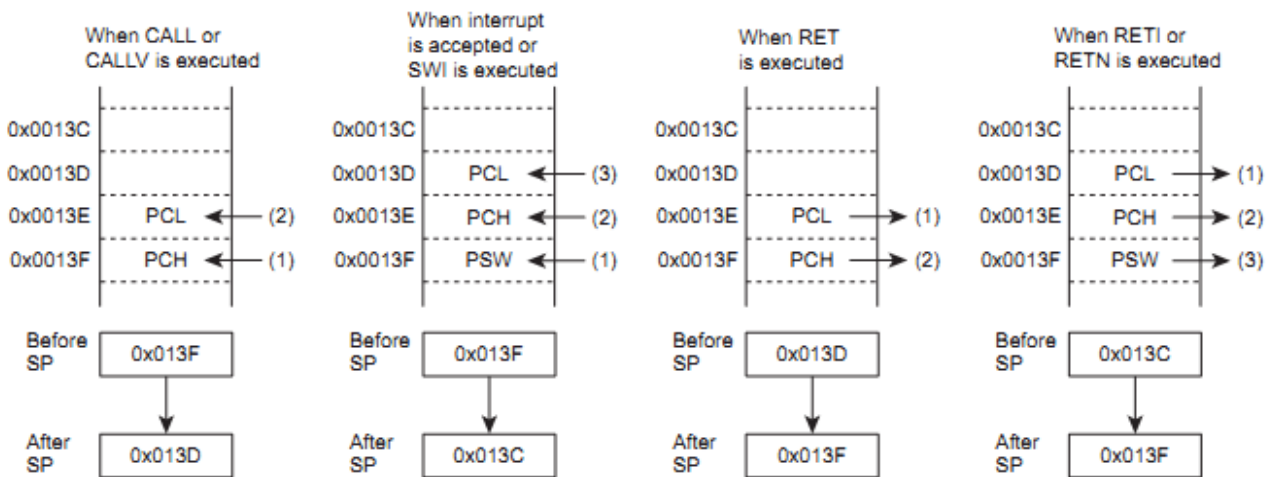 When CALL or
CALLV is executed
When interrupt
is accepted or
SWI is executed
When RET
is executed
When RETI or
RETN is executed
0x0013C
0x0013C
0x0013C
0x0013C
0x0013D
0x0013D PCL (3)
0x0013D
0x0013D PCL (1)
0x0013E PCL (2)
0x0013E PCH (2)
0x0013E PCL (1)
0x0013E PCH (2)
0x0013F PCH (1)
0x0013F PSW (1)
0x0013F PCH (2)
0x0013F PSW (3)
Before
SP
0x013F
Before
SP
0x013F
Before
SP
0x013D
Before
SP
0x013C
After
SP
0x013D
After
SP
0x013C
After
SP
0x013F
After
SP
0x013F